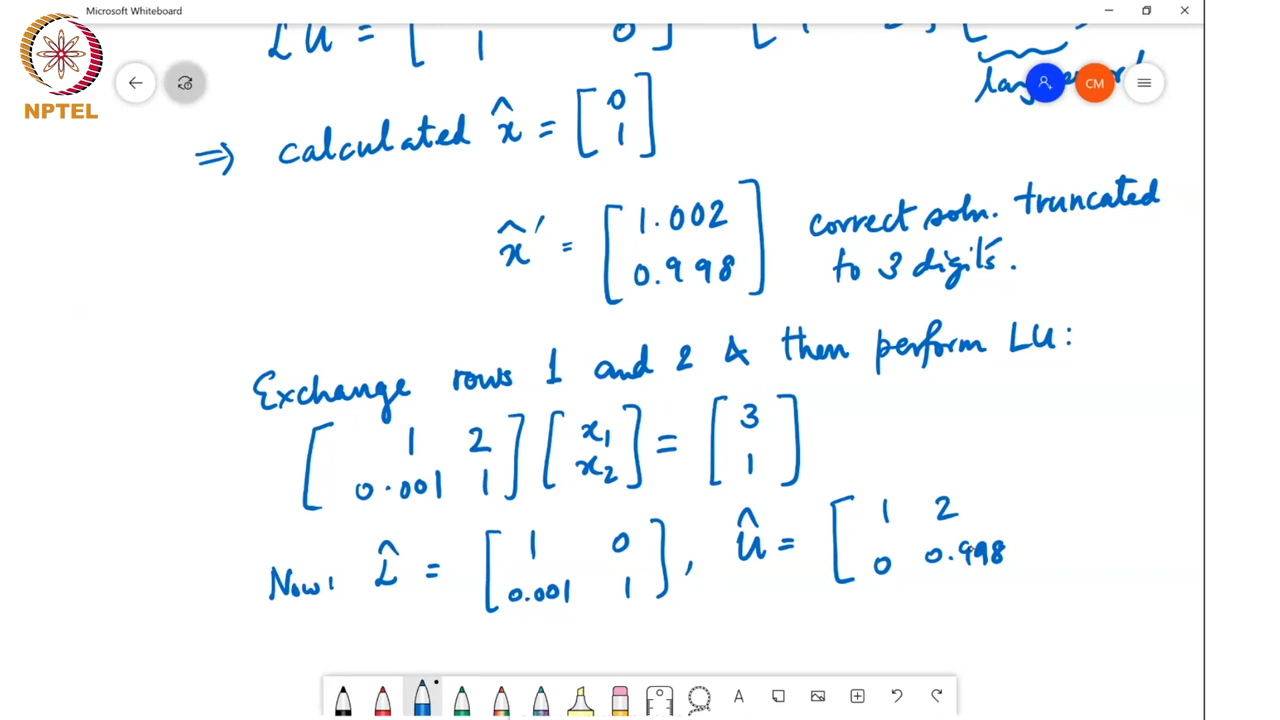 Microsoft Whiteboard
NPTEL
CM
⇒ calculated x̂ = [0
1]
x̂' = [1.002
0.998] correct soln. truncated
to 3 digits.
Exchange rows 1 and 2 & then perform LU:
[1 2
0.001 1] [x₁
x₂] = [3
1]
Now: L̂ = [1 0
0.001 1], Û = [1 2
0 0.998
A